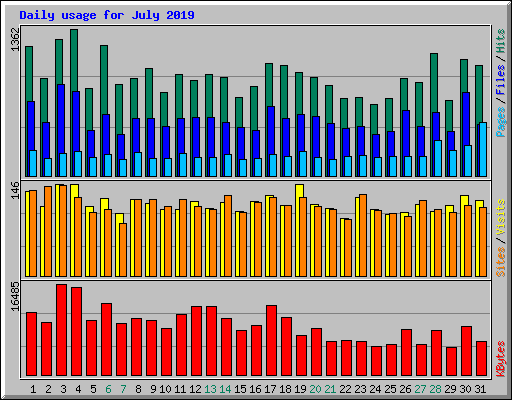 Daily usage for July 2019
1362
Pages / Files / Hits
146
Sites / Visits
16485
KBytes
1 2 3 4 5 6 7 8 9 10 11 12 13 14 15 16 17 18 19 20 21 22 23 24 25 26 27 28 29 30 31